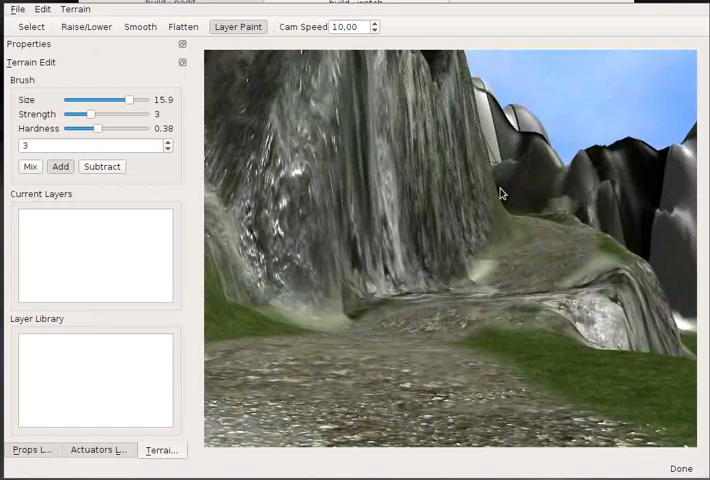 File Edit Terrain
Select Raise/Lower Smooth Flatten Layer Paint Cam Speed 10,00
Properties
Terrain Edit
Brush
Size 15.9
Strength 3
Hardness 0.38
3
Mix Add Subtract
Current Layers
Layer Library
Props L... Actuators L... Terrai...
Done